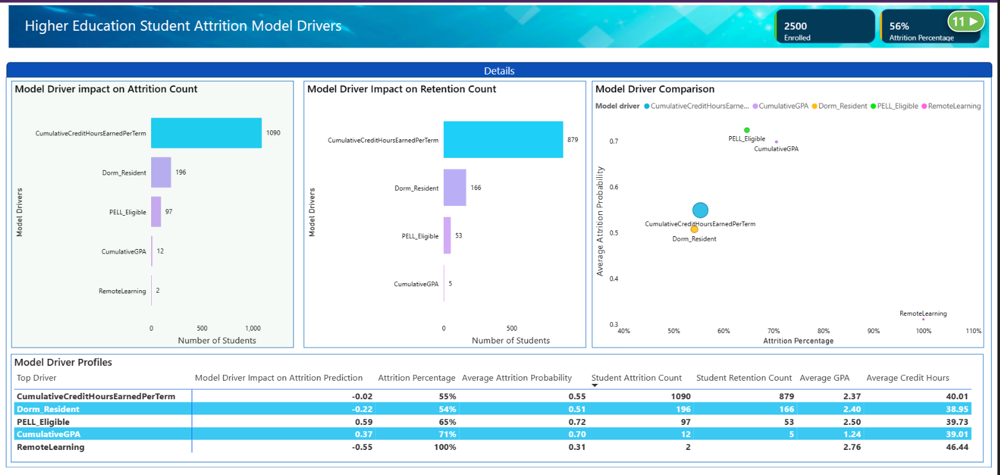 Higher Education Student Attrition Model Drivers
2500
Enrolled
56%
Attrition Percentage
11
Details
Model Driver impact on Attrition Count
Model Drivers
CumulativeCreditHoursEarnedPerTerm
1090
Dorm_Resident
196
PELL_Eligible
97
CumulativeGPA
12
RemoteLearning
2
0 500 1,000
Number of Students
Model Driver Impact on Retention Count
Model Drivers
CumulativeCreditHoursEarnedPerTerm
879
Dorm_Resident
166
PELL_Eligible
53
CumulativeGPA
5
0 500
Number of Students
Model Driver Comparison
Model driver CumulativeCreditHoursEarne... CumulativeGPA Dorm_Resident PELL_Eligible RemoteLearning
Average Attrition Probability
0.7
0.6
0.5
0.4
0.3
PELL_Eligible
CumulativeGPA
CumulativeCreditHoursEarnedPerTerm
Dorm_Resident
RemoteLearning
40% 50% 60% 70% 80% 90% 100% 110%
Attrition Percentage
Model Driver Profiles
Top Driver Model Driver Impact on Attrition Prediction Attrition Percentage Average Attrition Probability Student Attrition Count Student Retention Count Average GPA Average Credit Hours
CumulativeCreditHoursEarnedPerTerm -0.02 55% 0.55 1090 879 2.37 40.01
Dorm_Resident -0.22 54% 0.51 196 166 2.40 38.95
PELL_Eligible 0.59 65% 0.72 97 53 2.50 39.73
CumulativeGPA 0.37 71% 0.70 12 5 1.24 39.01
RemoteLearning -0.55 100% 0.31 2 2.76 46.44